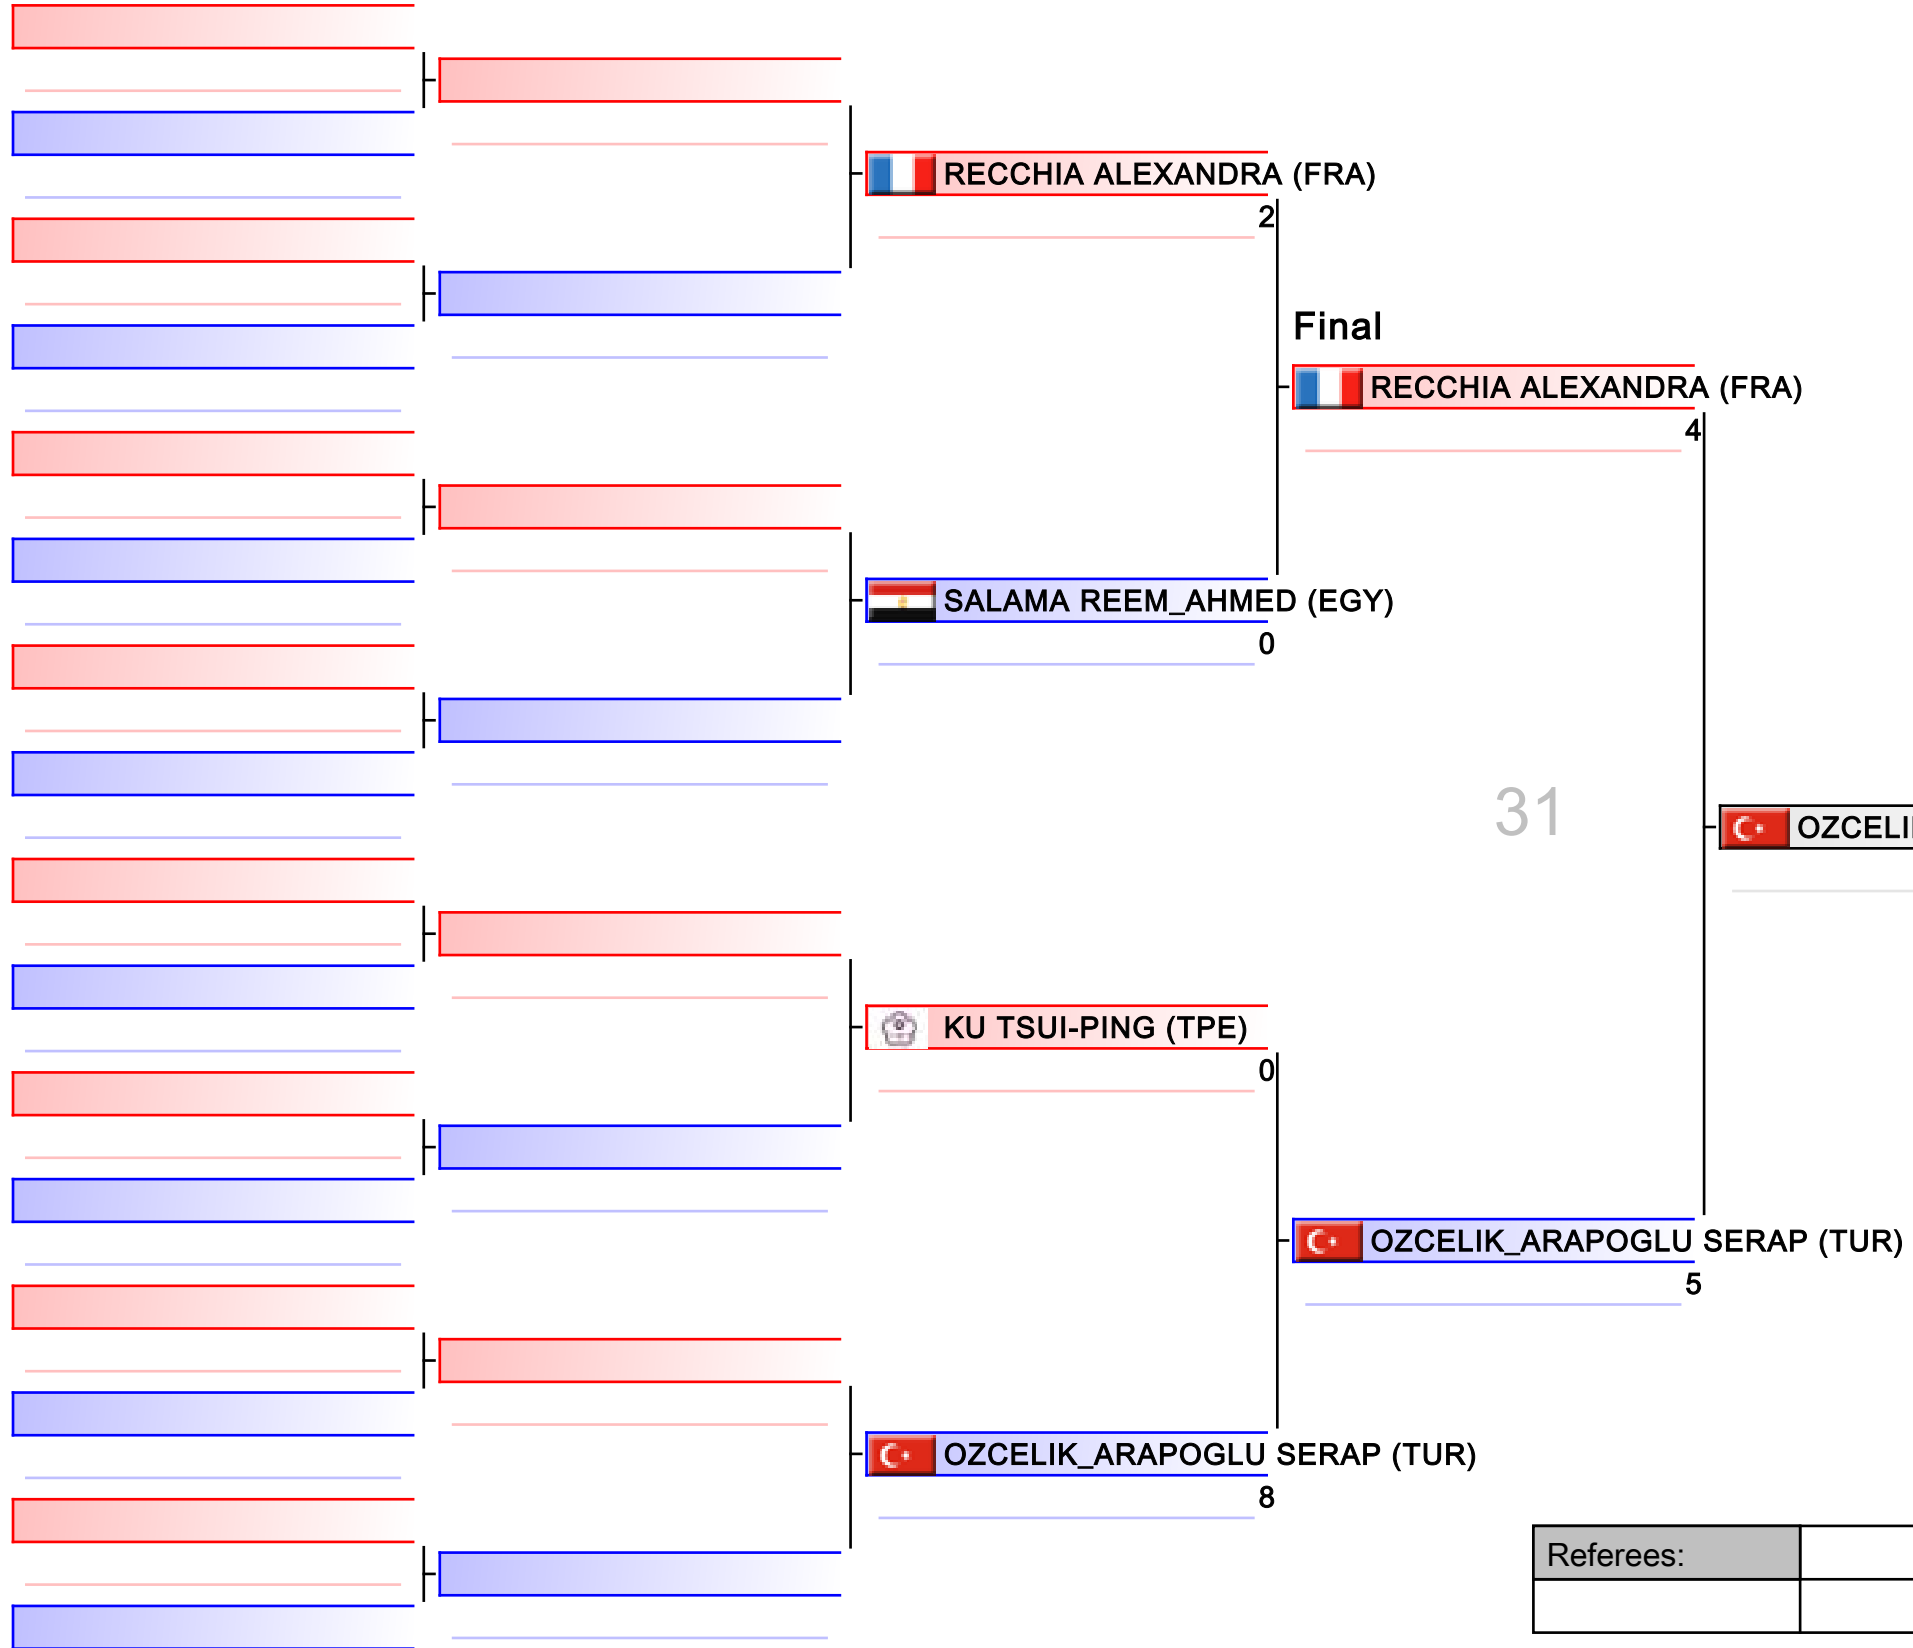 RECCHIA ALEXANDRA (FRA)
2
Final
RECCHIA ALEXANDRA (FRA)
4
SALAMA REEM_AHMED (EGY)
0
31
KU TSUI-PING (TPE)
0
OZCELIK_ARAPOGLU SERAP (TUR)
5
OZCELIK_ARAPOGLU SERAP (TUR)
8
Referees: